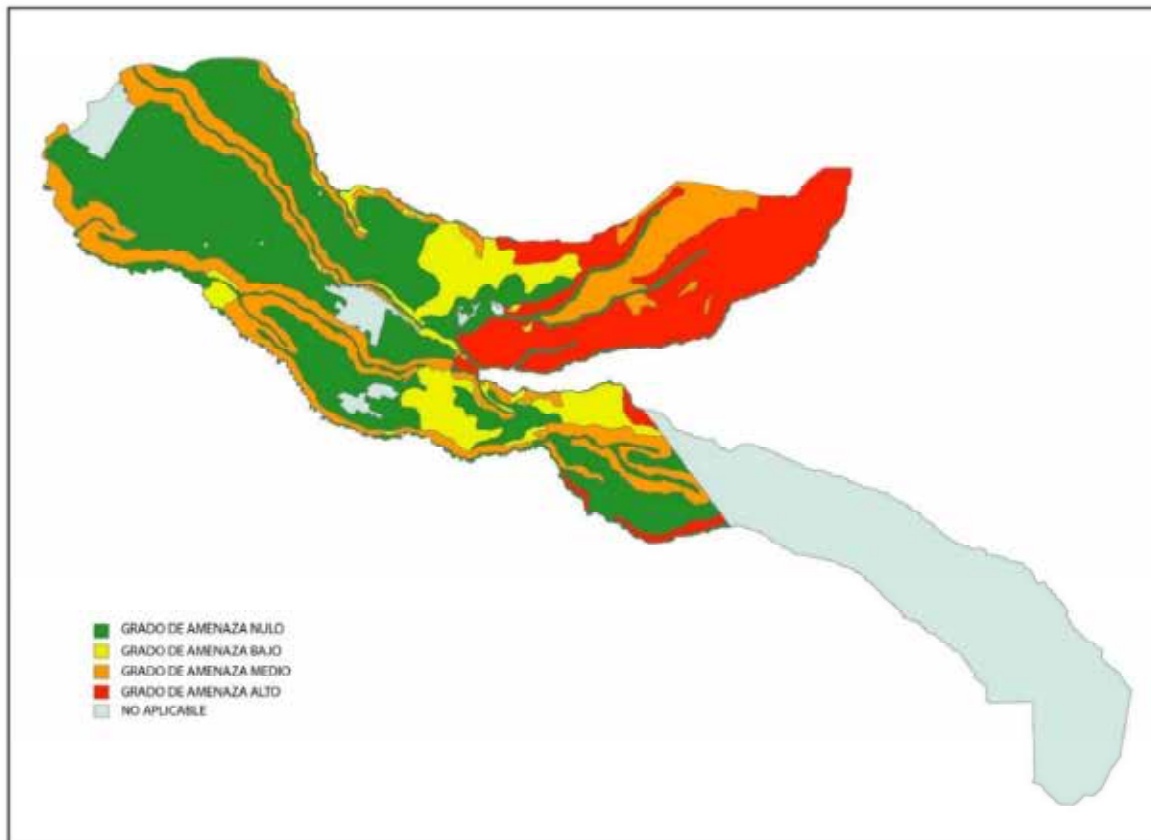 GRADO DE AMENAZA NULO
GRADO DE AMENAZA BAJO
GRADO DE AMENAZA MEDIO
GRADO DE AMENAZA ALTO
NO APLICABLE